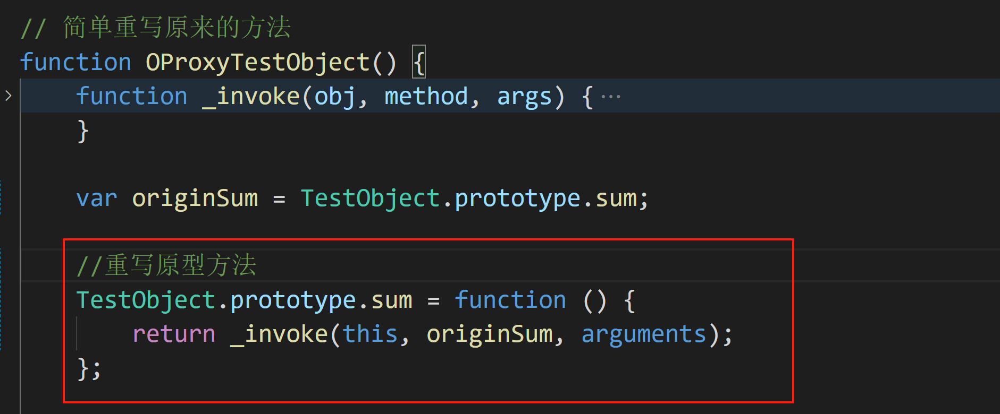 // 简单重写原来的方法
function OProxyTestObject() {
function _invoke(obj, method, args) {···
}
var originSum = TestObject.prototype.sum;
//重写原型方法
TestObject.prototype.sum = function () {
return _invoke(this, originSum, arguments);
};